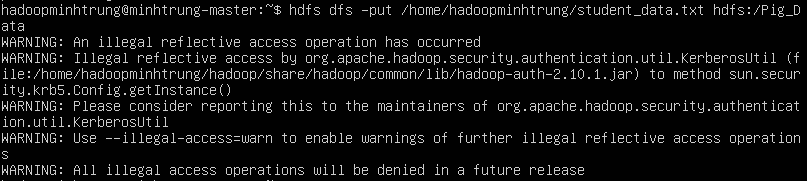 hadoopminhtrung@minhtrung-master:~$ hdfs dfs -put /home/hadoopminhtrung/student_data.txt hdfs:/Pig_D
ata
WARNING: An illegal reflective access operation has occurred
WARNING: Illegal reflective access by org.apache.hadoop.security.authentication.util.KerberosUtil (f
ile:/home/hadoopminhtrung/hadoop/share/hadoop/common/lib/hadoop-auth-2.10.1.jar) to method sun.secur
ity.krb5.Config.getInstance()
WARNING: Please consider reporting this to the maintainers of org.apache.hadoop.security.authenticat
ion.util.KerberosUtil
WARNING: Use --illegal-access=warn to enable warnings of further illegal reflective access operation
s
WARNING: All illegal access operations will be denied in a future release